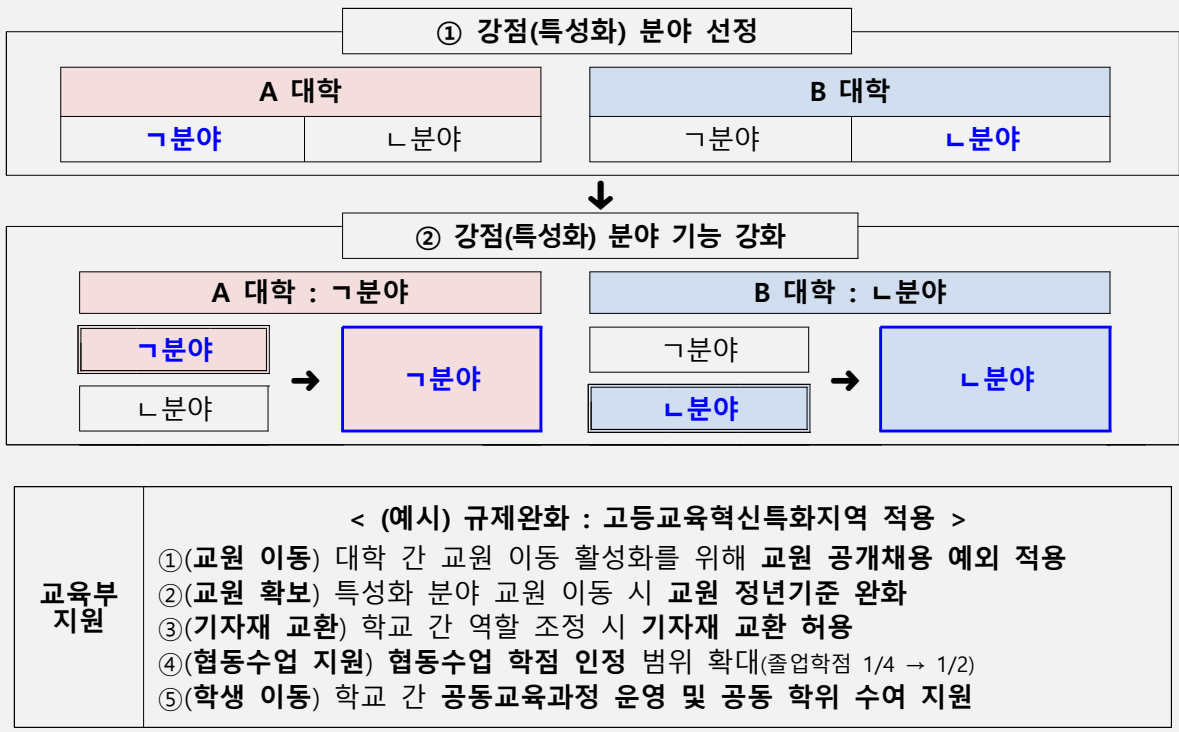 ① 강점(특성화) 분야 선정
A 대학
B 대학
ㄱ분야
ㄴ분야
ㄱ분야
ㄴ분야
② 강점(특성화) 분야 기능 강화
A 대학 : ㄱ분야
B 대학 : ㄴ분야
ㄱ분야
ㄴ분야
ㄱ분야
ㄱ분야
ㄴ분야
ㄴ분야
교육부
지원
< (예시) 규제완화 : 고등교육혁신특화지역 적용 >
①(교원 이동) 대학 간 교원 이동 활성화를 위해 교원 공개채용 예외 적용
②(교원 확보) 특성화 분야 교원 이동 시 교원 정년기준 완화
③(기자재 교환) 학교 간 역할 조정 시 기자재 교환 허용
④(협동수업 지원) 협동수업 학점 인정 범위 확대(졸업학점 1/4 → 1/2)
⑤(학생 이동) 학교 간 공동교육과정 운영 및 공동 학위 수여 지원